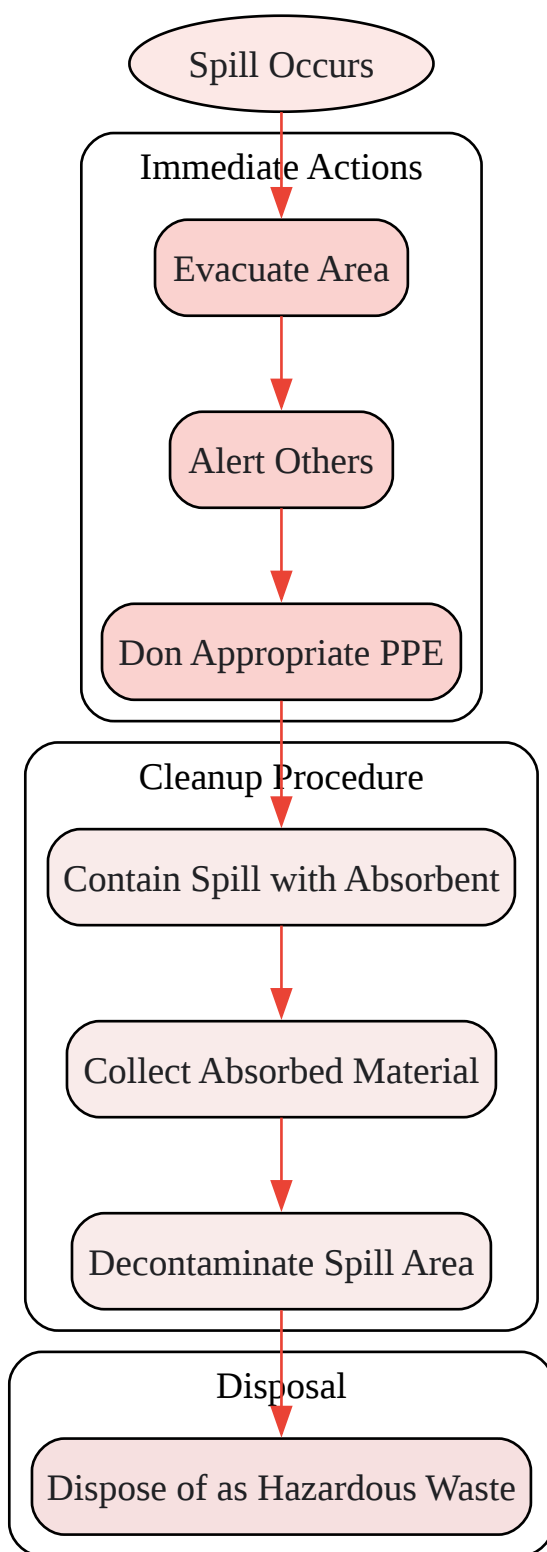 Spill Occurs
Immediate Actions
Evacuate Area
Alert Others
Don Appropriate PPE
Cleanup Procedure
Contain Spill with Absorbent
Collect Absorbed Material
Decontaminate Spill Area
Disposal
Dispose of as Hazardous Waste